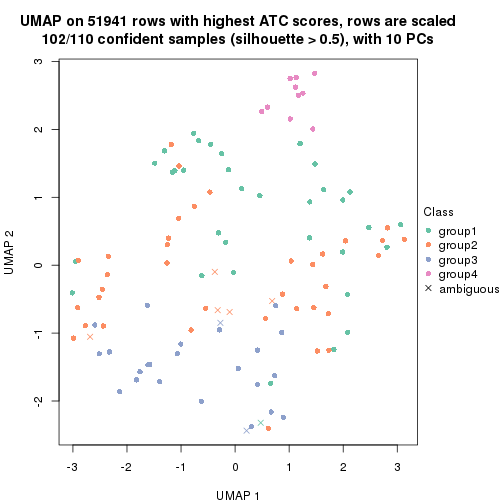 UMAP on 51941 rows with highest ATC scores, rows are scaled
102/110 confident samples (silhouette > 0.5), with 10 PCs
3
2
1
0
-1
-2
UMAP 2
-3
-2
-1
0
1
2
3
UMAP 1
Class
group1
group2
group3
group4
ambiguous